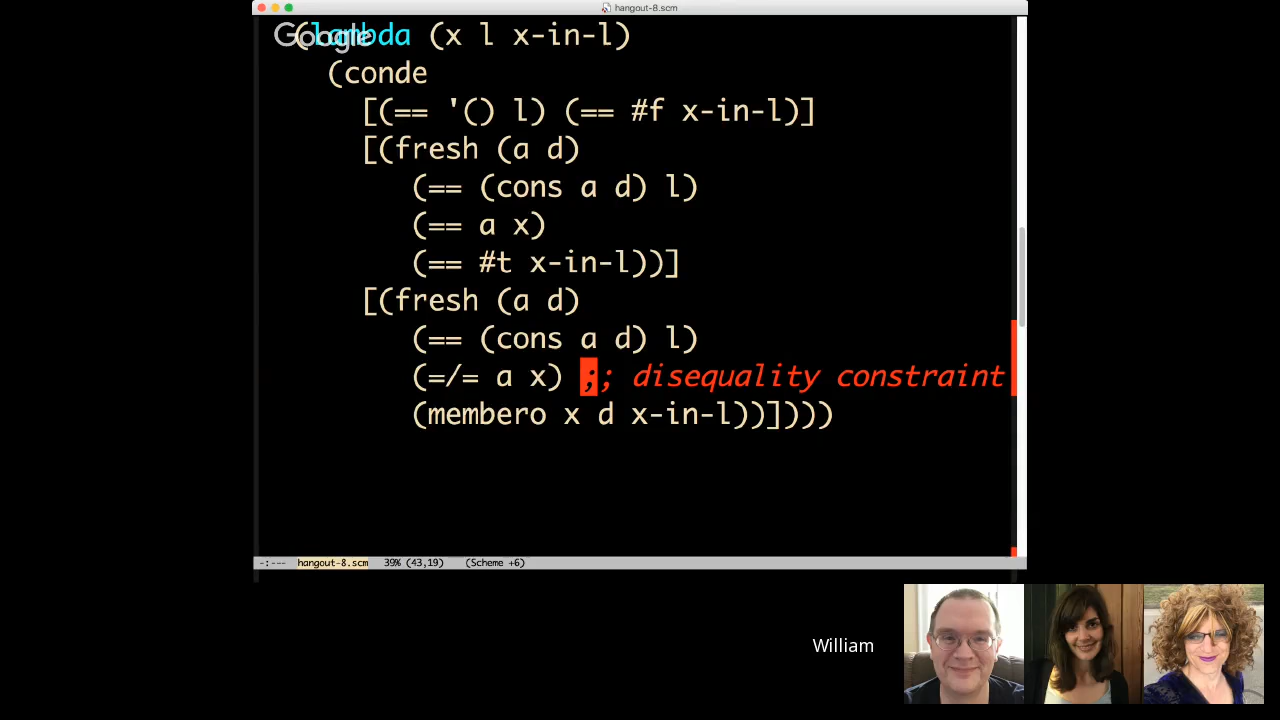 hangout-8.scm
Google
(lambda (x l x-in-l)
(conde
[(== '() l) (== #f x-in-l)]
[(fresh (a d)
(== (cons a d) l)
(== a x)
(== #t x-in-l))]
[(fresh (a d)
(== (cons a d) l)
(=/= a x) ;; disequality constraint
(membero x d x-in-l))])))
-:--- hangout-8.scm 39% (43,19) (Scheme +6)
William